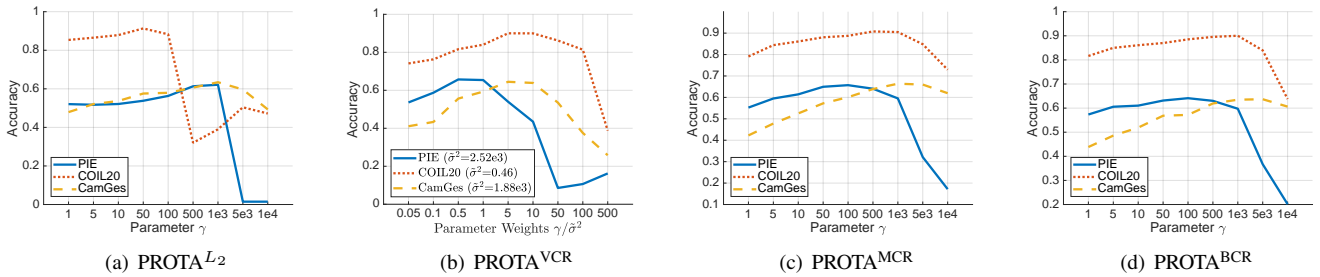 1
0.8
0.6
0.4
0.2
0
Accuracy
PIE
COIL20
CamGes
1 5 10 50 100 500 1e3 5e3 1e4
Parameter γ
(a) PROTA^{L_2}
1
0.8
0.6
0.4
0.2
0
Accuracy
PIE (σ̃²=2.52e3)
COIL20 (σ̃²=0.46)
CamGes (σ̃²=1.88e3)
0.05 0.1 0.5 1 5 10 50 100 500
Parameter Weights γ/σ̃²
(b) PROTA^{VCR}
0.9
0.8
0.7
0.6
0.5
0.4
0.3
0.2
0.1
Accuracy
PIE
COIL20
CamGes
1 5 10 50 100 500 1e3 5e3 1e4
Parameter γ
(c) PROTA^{MCR}
0.9
0.8
0.7
0.6
0.5
0.4
0.3
0.2
Accuracy
PIE
COIL20
CamGes
1 5 10 50 100 500 1e3 5e3 1e4
Parameter γ
(d) PROTA^{BCR}